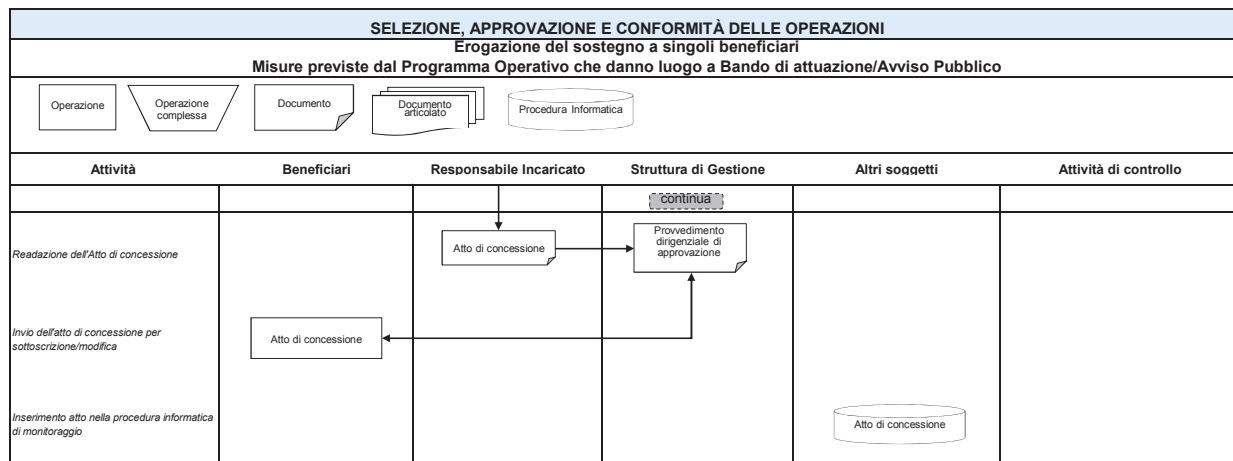 SELEZIONE, APPROVAZIONE E CONFORMITÀ DELLE OPERAZIONI
Erogazione del sostegno a singoli beneficiari
Misure previste dal Programma Operativo che danno luogo a Bando di attuazione/Avviso Pubblico
Operazione
Operazione
complessa
Documento
Documento
articolato
Procedura Informatica
Attività
Beneficiari
Responsabile Incaricato
Struttura di Gestione
Altri soggetti
Attività di controllo
continua
Readazione dell'Atto di concessione
Atto di concessione
Provvedimento
dirigenziale di
approvazione
Invio dell'atto di concessione per
sottoscrizione/modifica
Atto di concessione
Inserimento atto nella procedura informatica
di monitoraggio
Atto di concessione